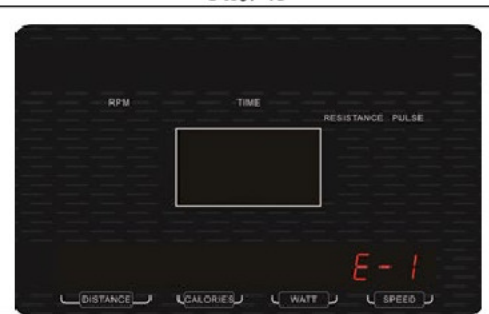 RPM TIME
RESISTANCE PULSE
E-1
DISTANCE CALORIES WATT SPEED